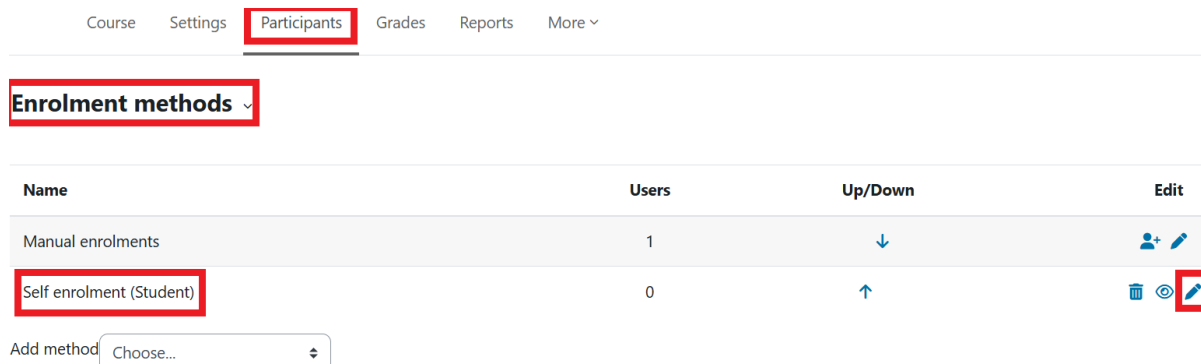 Course Settings Participants Grades Reports More
Enrolment methods
Name Users Up/Down Edit
Manual enrolments 1
Self enrolment (Student) 0
Add method Choose...